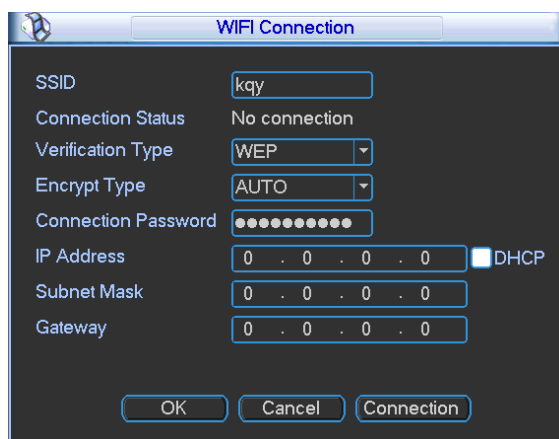 WIFI Connection
SSID kqy
Connection Status No connection
Verification Type WEP
Encrypt Type AUTO
Connection Password ●●●●●●●●●●
IP Address 0 . 0 . 0 . 0 DHCP
Subnet Mask 0 . 0 . 0 . 0
Gateway 0 . 0 . 0 . 0
OK Cancel Connection